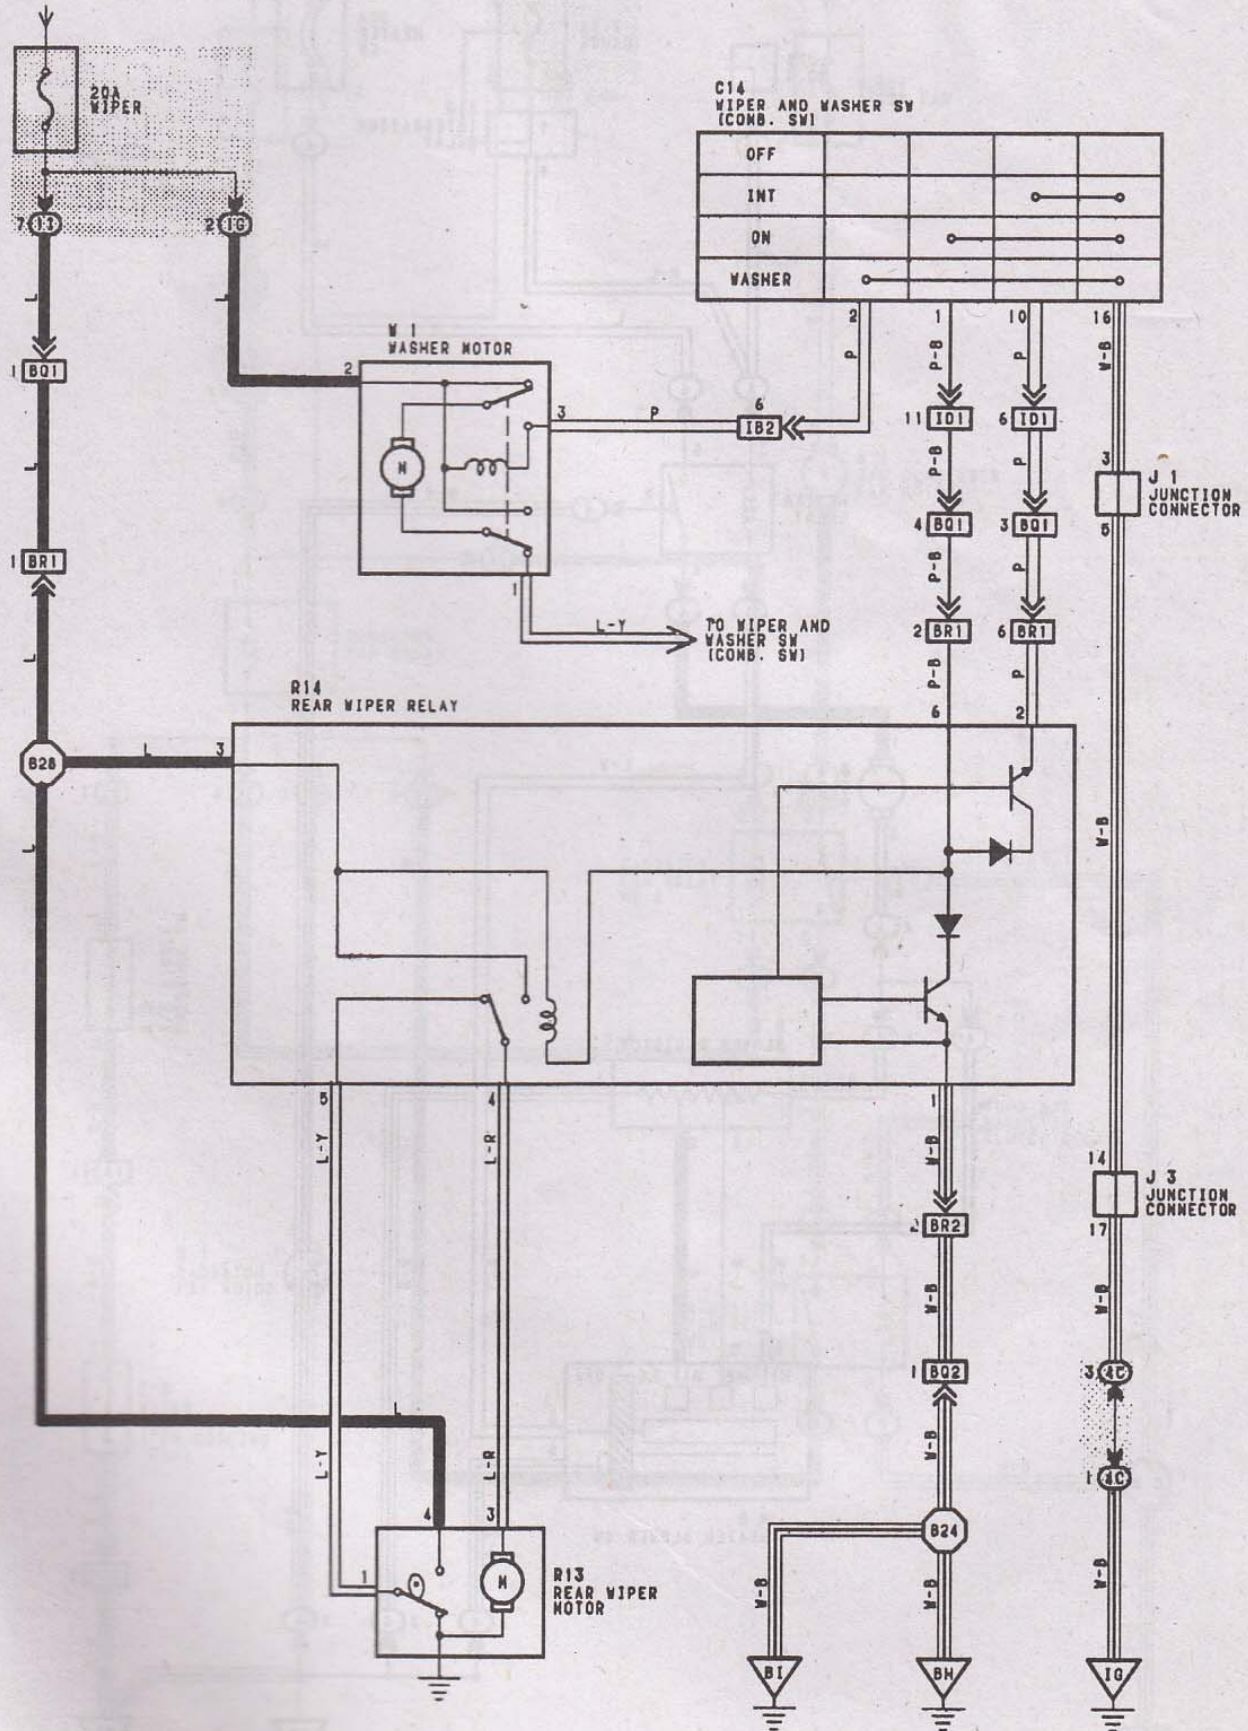 20A
WIPER
7 1J
2 1G
L
L
1 BQ1
L
1 BR1
L
B28
L
3
L
C14
WIPER AND WASHER SW
(COMB. SW)
OFF
INT
ON
WASHER
2
1
10
16
P
P-B
P
W-B
W 1
WASHER MOTOR
2
M
3
P
6
IB2
1
L-Y
TO WIPER AND
WASHER SW
(COMB. SW)
11 ID1
6 ID1
P-B
P
3
J 1
JUNCTION
CONNECTOR
5
4 BQ1
3 BQ1
P-B
P
2 BR1
6 BR1
P-B
P
6
2
R14
REAR WIPER RELAY
W-B
5
4
1
L-Y
L-R
W-B
14
J 3
JUNCTION
CONNECTOR
17
2 BR2
W-B
W-B
1 BQ2
3 4C
W-B
1 4C
L
L-Y
L-R
4
3
1
M
R13
REAR WIPER
MOTOR
B24
W-B
W-B
W-B
BI
BH
IG